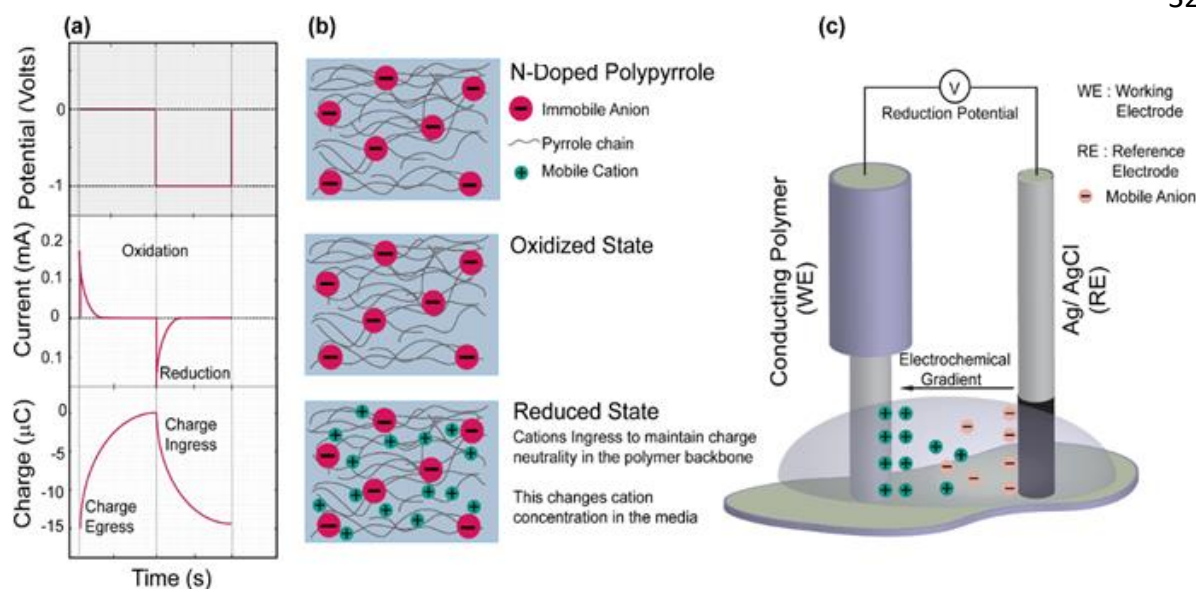 (a)
Potential (Volts)
0
-1
Current (mA)
0.2
0.1
0
0.1
Oxidation
Reduction
Charge (μC)
0
-5
-10
-15
Charge
Ingress
Charge
Egress
Time (s)
(b)
N-Doped Polypyrrole
Immobile Anion
Pyrrole chain
Mobile Cation
Oxidized State
Reduced State
Cations Ingress to maintain charge
neutrality in the polymer backbone
This changes cation
concentration in the media
(c)
V
Reduction Potential
WE : Working
Electrode
RE : Reference
Electrode
Mobile Anion
Conducting Polymer
(WE)
Ag/ AgCl
(RE)
Electrochemical
Gradient